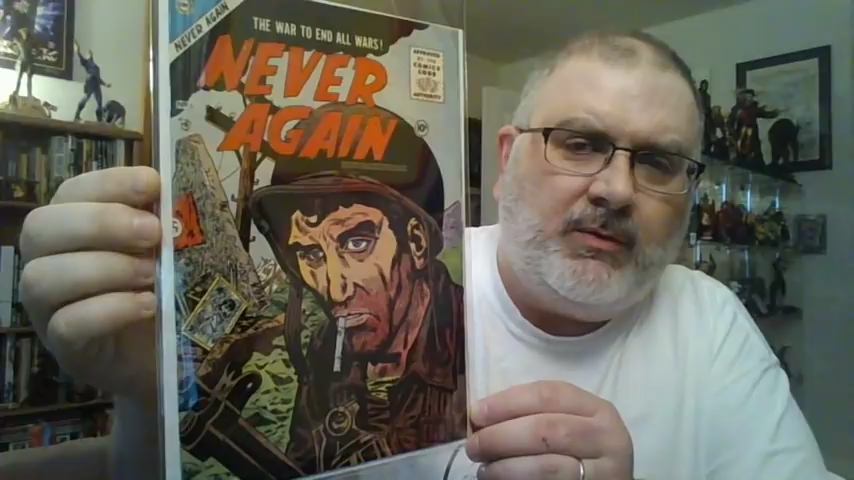 NEVER AGAIN
THE WAR TO END ALL WARS!
NEVER
AGAIN
APPROVED
BY THE
COMICS
CODE
AUTHORITY
10¢